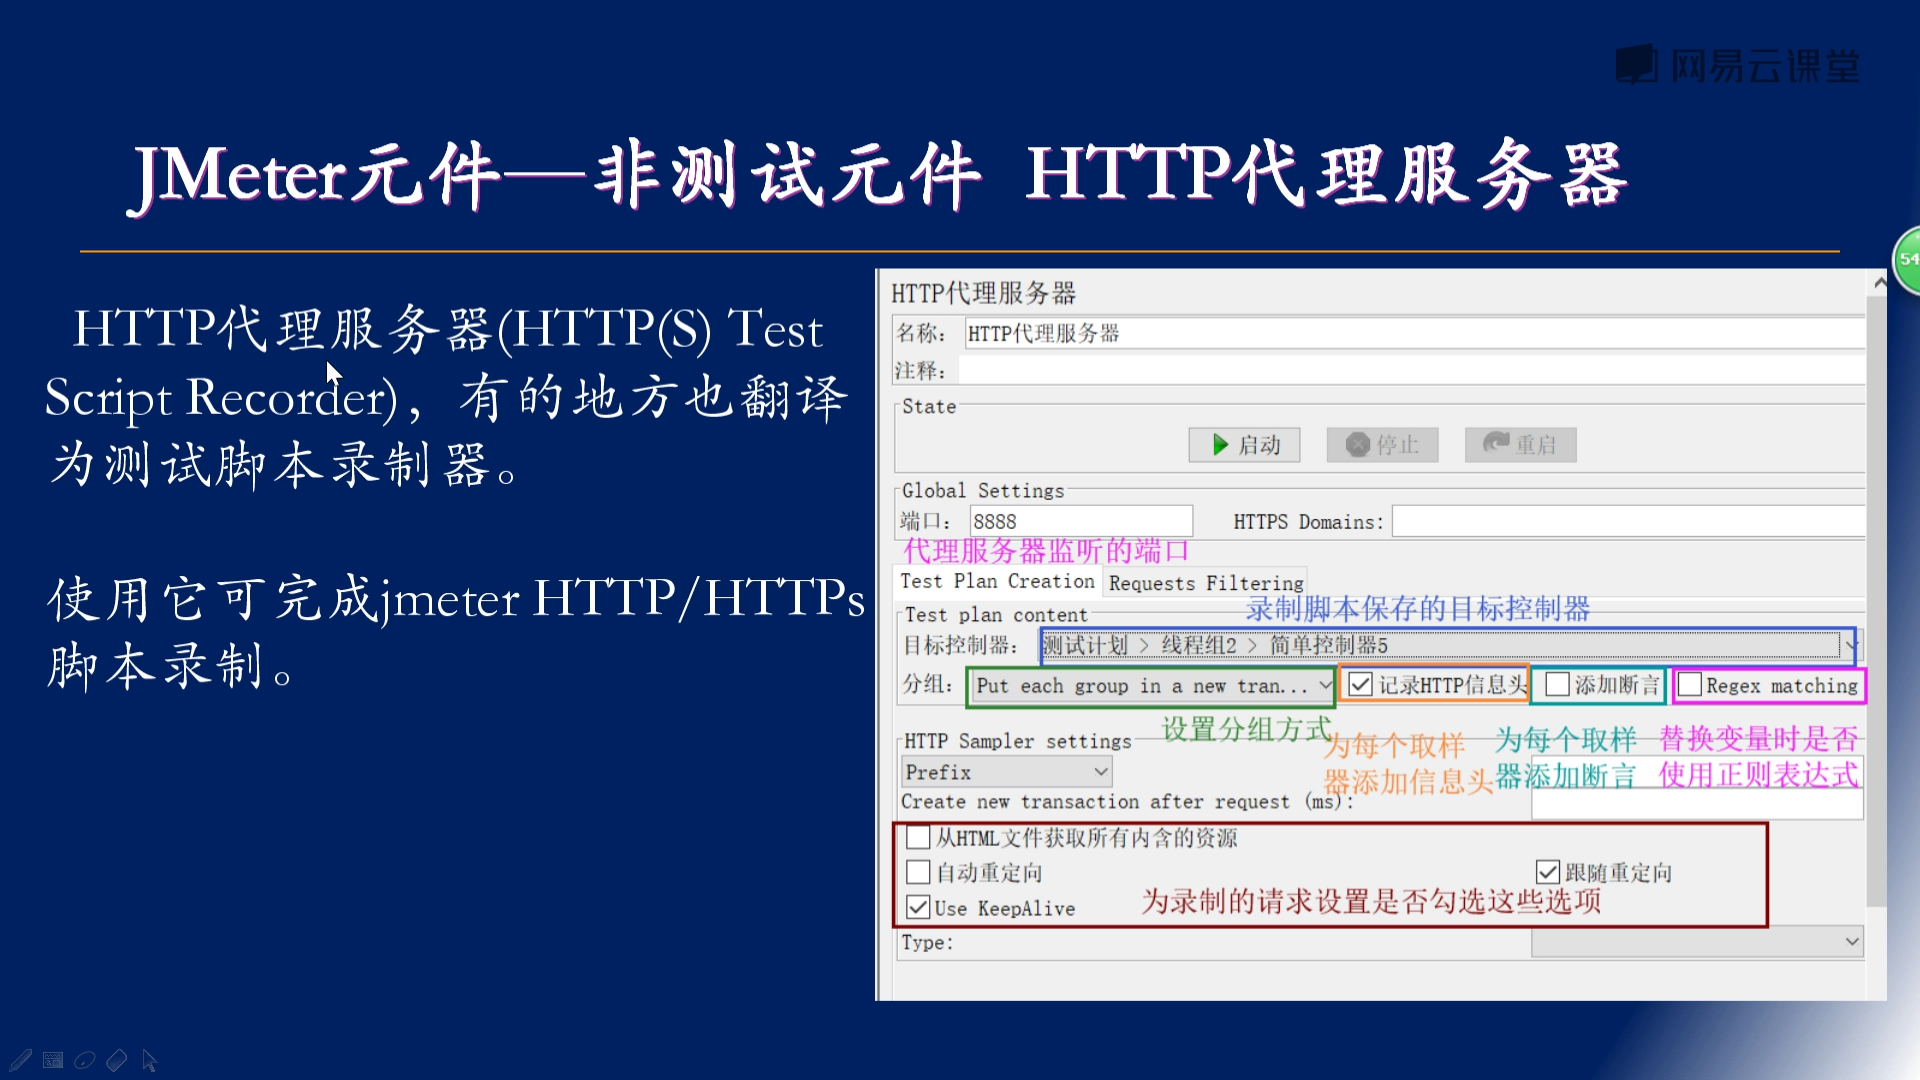 网易云课堂
JMeter元件—非测试元件 HTTP代理服务器
54
HTTP代理服务器(HTTP(S) Test
Script Recorder)，有的地方也翻译
为测试脚本录制器。
使用它可完成jmeter HTTP/HTTPs
脚本录制。
HTTP代理服务器
名称： HTTP代理服务器
注释：
State
启动 停止 重启
Global Settings
端口： 8888 HTTPS Domains:
代理服务器监听的端口
Test Plan Creation Requests Filtering
录制脚本保存的目标控制器
Test plan content
目标控制器： 测试计划 > 线程组2 > 简单控制器5
分组： Put each group in a new tran... 记录HTTP信息头 添加断言 Regex matching
设置分组方式
为每个取样
器添加信息头
为每个取样
器添加断言
替换变量时是否
使用正则表达式
HTTP Sampler settings
Prefix
Create new transaction after request (ms):
从HTML文件获取所有内含的资源
自动重定向 跟随重定向
Use KeepAlive 为录制的请求设置是否勾选这些选项
Type: